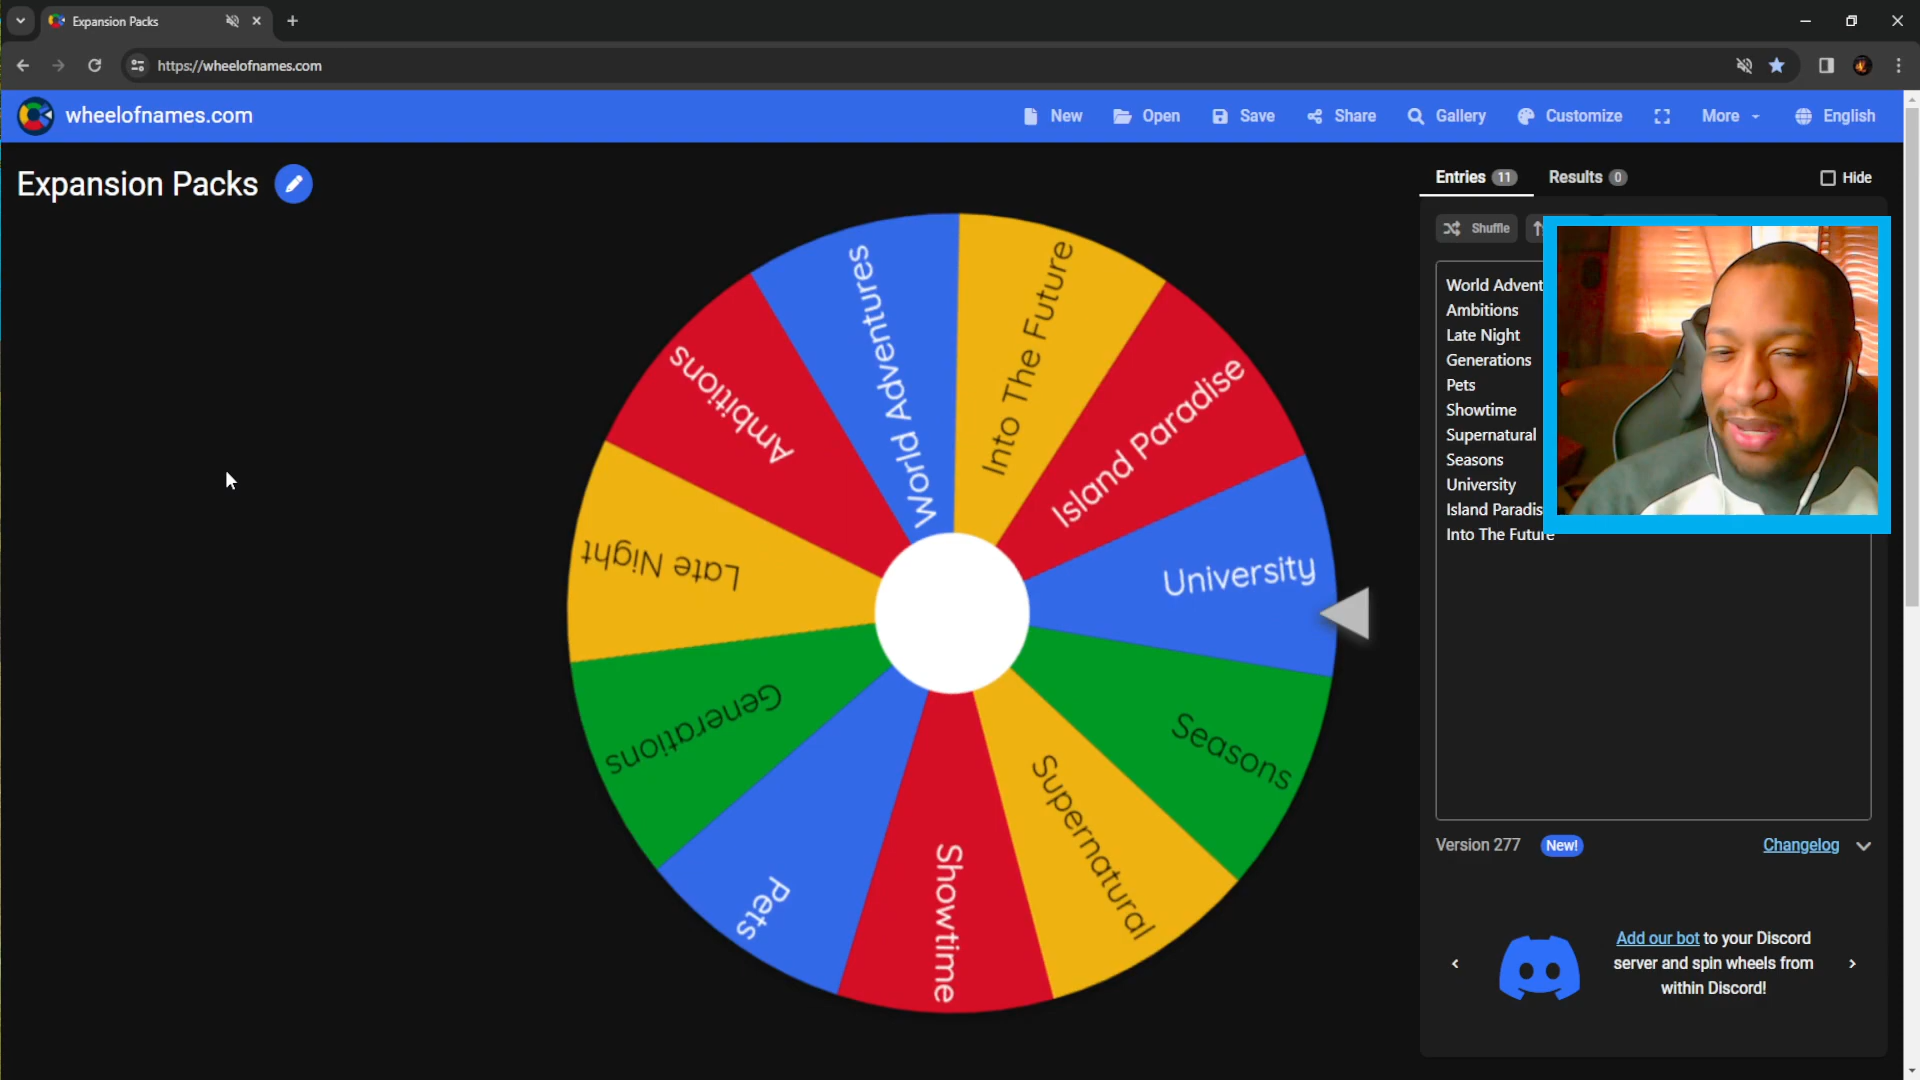 Expansion Packs
https://wheelofnames.com
wheelofnames.com
New
Open
Save
Share
Gallery
Customize
More
English
Expansion Packs
Entries 11
Results 0
Hide
Shuffle
World Advent
Ambitions
Late Night
Generations
Pets
Showtime
Supernatural
Seasons
University
Island Paradis
Into The Future
World Adventures
Into The Future
Island Paradise
University
Seasons
Supernatural
Showtime
Pets
Generations
Late Night
Ambitions
Version 277
New!
Changelog
Add our bot to your Discord
server and spin wheels from
within Discord!